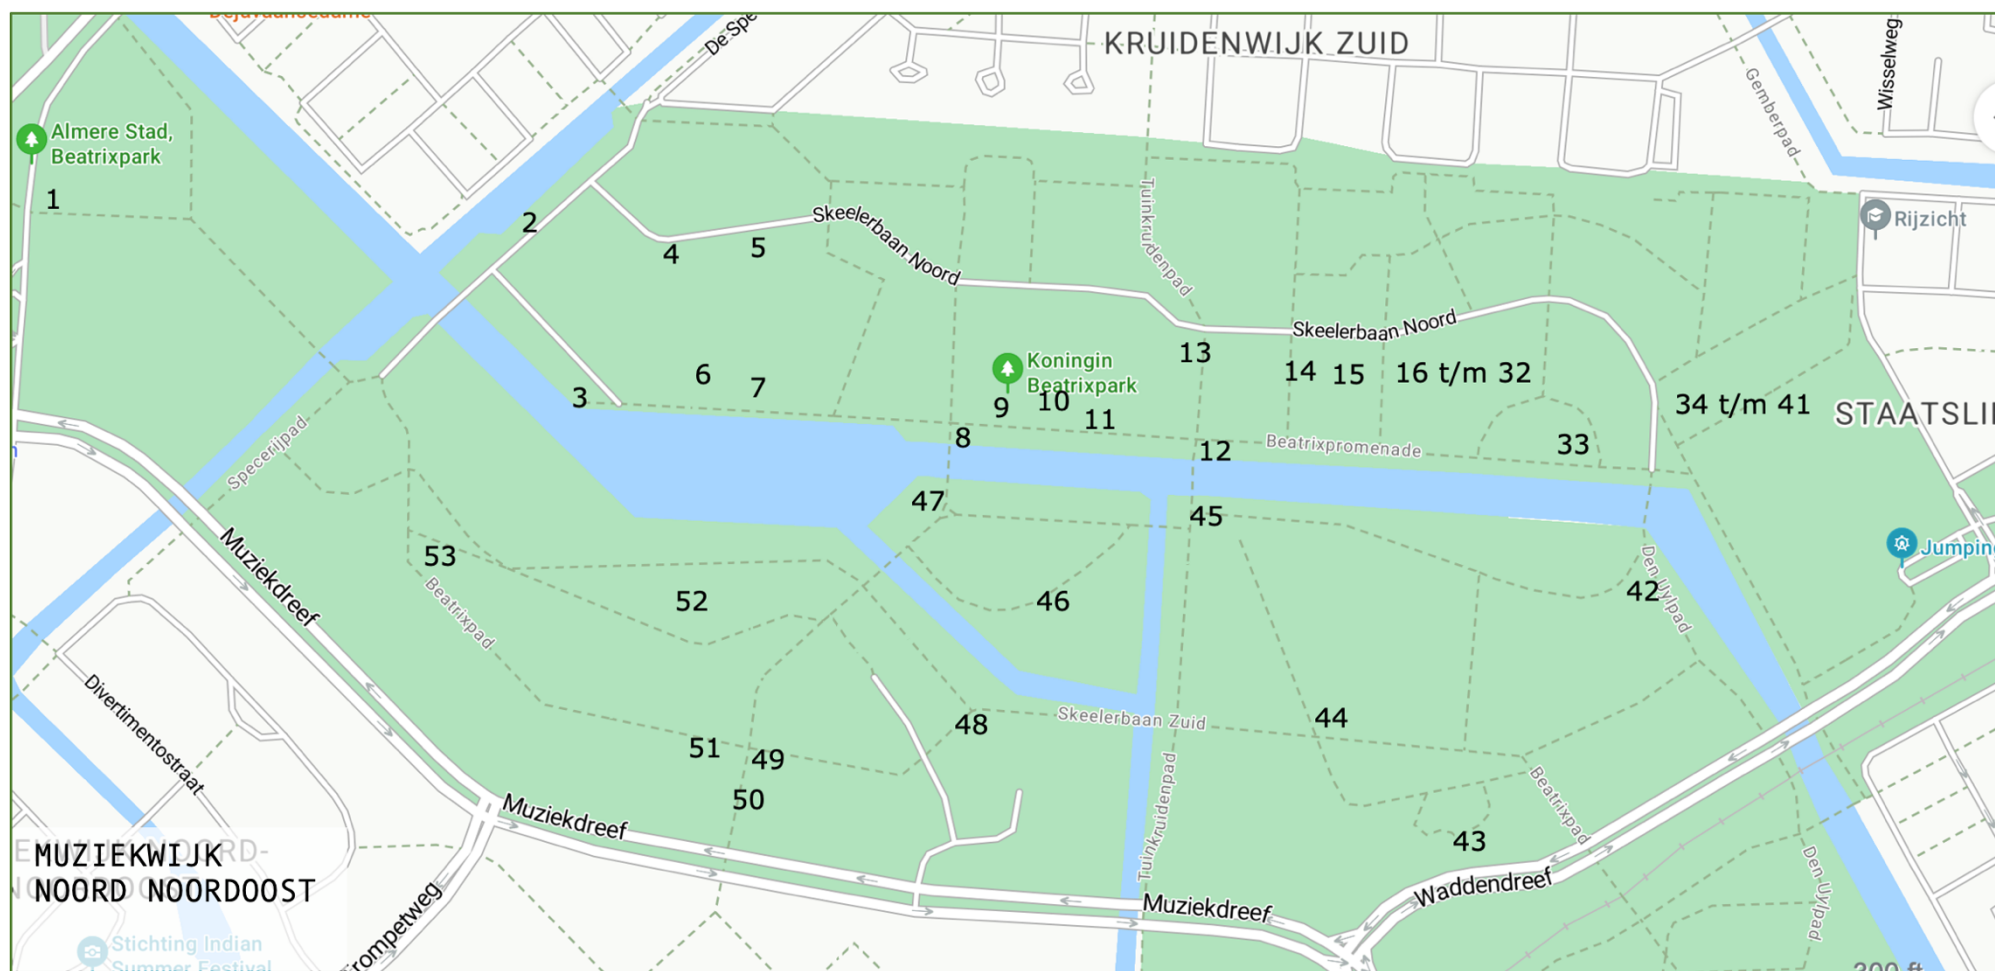 Dejavafloedame
De Spe
KRUIDENWIJK ZUID
Gemberpad
Wisselweg
Almere Stad,
Beatrixpark
1
2
Skeelerbaan Noord
4
5
Tuinkruidenpad
Rijzicht
Skeelerbaan Noord
13
Koningin
Beatrixpark
14
15
16 t/m 32
6
7
3
9
10
11
34 t/m 41
STAATSLI
8
12
Beatrixpromenade
33
Specerijpad
47
45
53
Muziekdreef
Beatrixpad
52
46
42
Den Uylpad
Jumpin
Divertimentostraat
51
49
50
48
Skeelerbaan Zuid
44
Tuinkruidenpad
Beatrixpad
43
Muziekdreef
MUZIEKWIJK
NOORD NOORDOOST
Trompetweg
Muziekdreef
Waddendreef
Den Uylpad
Stichting Indian
Summer Festival
200 ft